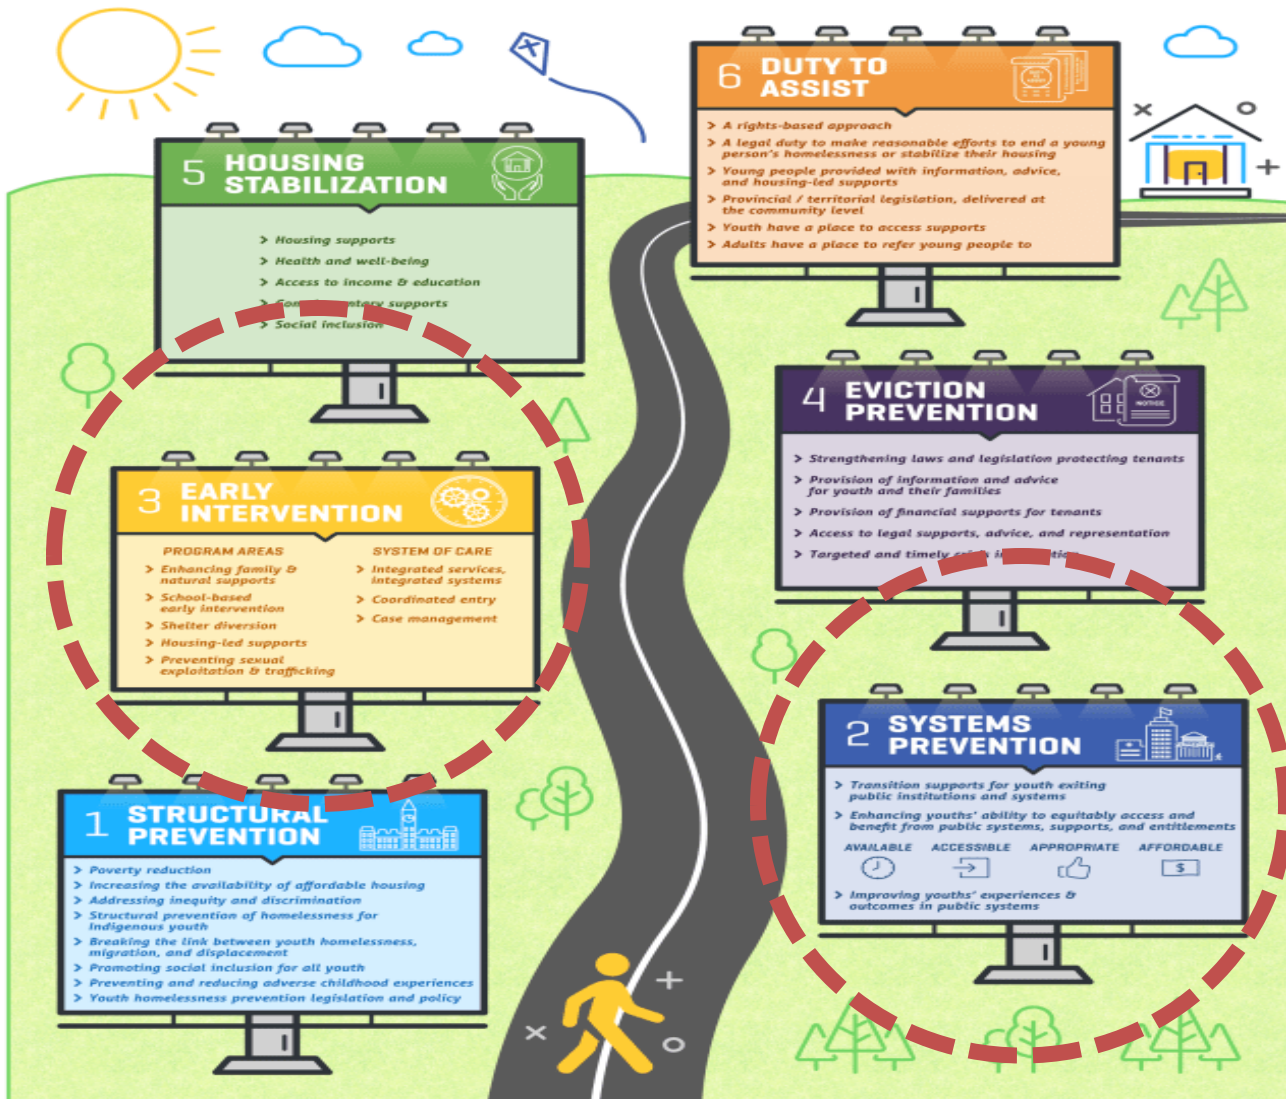 5 HOUSING
STABILIZATION
> Housing supports
> Health and well-being
> Access to income & education
> supports
> Social inclusion
6 DUTY TO
ASSIST
> A rights-based approach
> A legal duty to make reasonable efforts to end a young
person's homelessness or stabilize their housing
> Young people provided with information, advice,
and housing-led supports
> Provincial / territorial legislation, delivered at
the community level
> Youth have a place to access supports
> Adults have a place to refer young people to
3 EARLY
INTERVENTION
PROGRAM AREAS
> Enhancing family &
natural supports
> School-based
early intervention
> Shelter diversion
> Housing-led supports
> Preventing sexual
exploitation & trafficking
SYSTEM OF CARE
> Integrated services,
integrated systems
> Coordinated entry
> Case management
4 EVICTION
PREVENTION
NOTICE
> Strengthening laws and legislation protecting tenants
> Provision of information and advice
for youth and their families
> Provision of financial supports for tenants
> Access to legal supports, advice, and representation
> Targeted and timely
1 STRUCTURAL
PREVENTION
> Poverty reduction
> Increasing the availability of affordable housing
> Addressing inequity and discrimination
> Structural prevention of homelessness for
Indigenous youth
> Breaking the link between youth homelessness,
migration, and displacement
> Promoting social inclusion for all youth
> Preventing and reducing adverse childhood experiences
> Youth homelessness prevention legislation and policy
2 SYSTEMS
PREVENTION
> Transition supports for youth exiting
public institutions and systems
> Enhancing youths' ability to equitably access and
benefit from public systems, supports, and entitlements
AVAILABLE ACCESSIBLE APPROPRIATE AFFORDABLE
$
> Improving youths' experiences &
outcomes in public systems